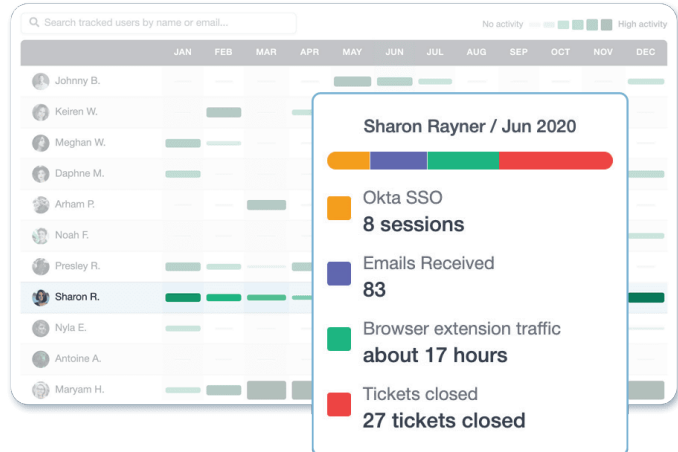 Search tracked users by name or email...
No activity High activity
JAN FEB MAR APR MAY JUN JUL AUG SEP OCT NOV DEC
Johnny B.
Keiren W.
Meghan W.
Daphne M.
Arham P.
Noah F.
Presley R.
Sharon R.
Nyla E.
Antoine A.
Maryam H.
Sharon Rayner / Jun 2020
Okta SSO
8 sessions
Emails Received
83
Browser extension traffic
about 17 hours
Tickets closed
27 tickets closed